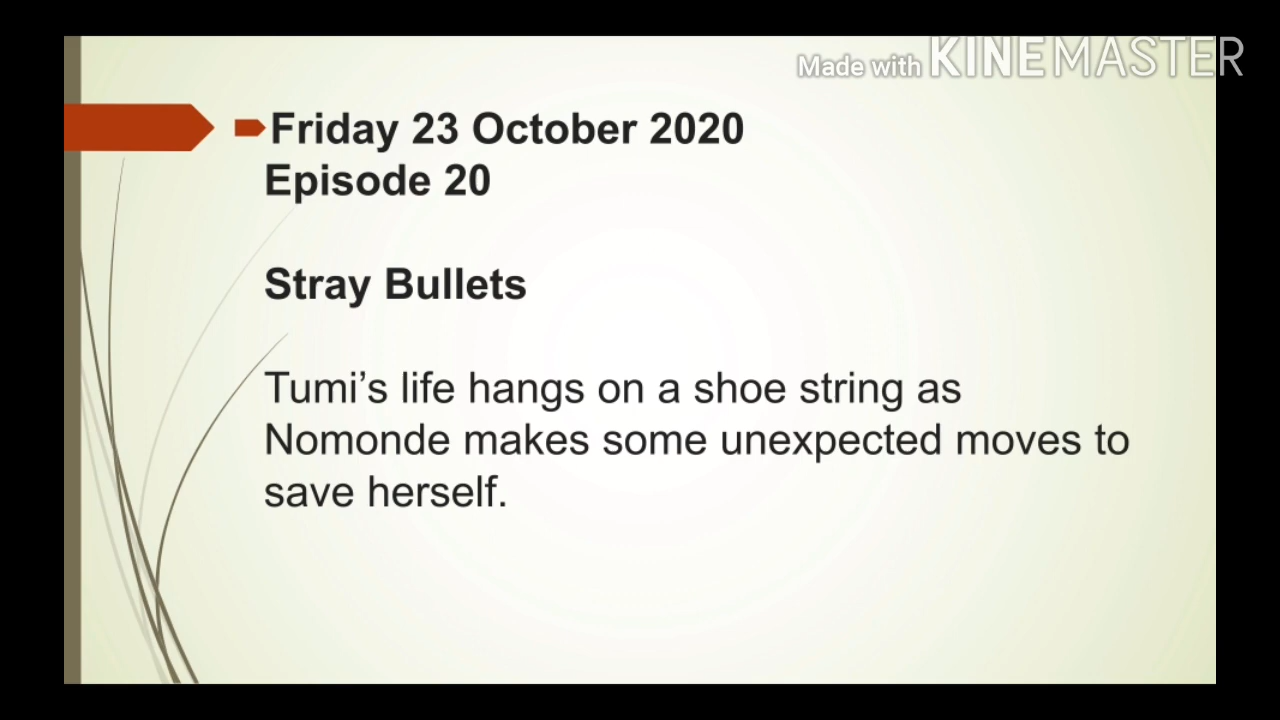 Made with KINEMASTER
Friday 23 October 2020
Episode 20
Stray Bullets
Tumi’s life hangs on a shoe string as
Nomonde makes some unexpected moves to
save herself.